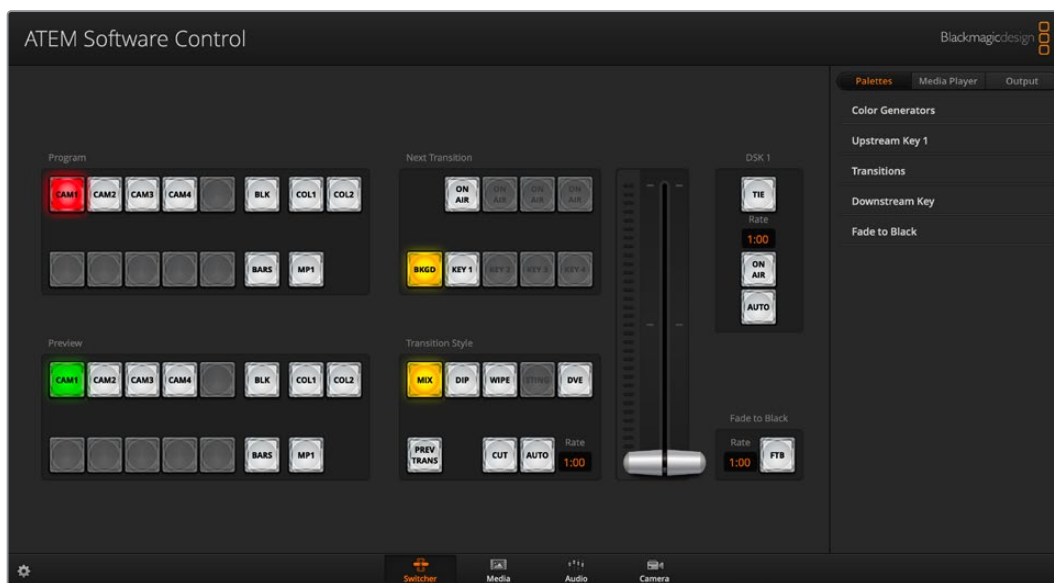 ATEM Software Control
Blackmagicdesign
Palettes Media Player Output
Color Generators
Upstream Key 1
Transitions
Downstream Key
Fade to Black
Program
CAM1 CAM2 CAM3 CAM4 BLK COL1 COL2
BARS MP1
Next Transition
ON AIR ON AIR ON AIR ON AIR
BKGD KEY 1 KEY 2 KEY 3 KEY 4
DSK 1
TIE
Rate
1:00
ON AIR
AUTO
Preview
CAM1 CAM2 CAM3 CAM4 BLK COL1 COL2
BARS MP1
Transition Style
MIX DIP WIPE STING DVE
PREV TRANS CUT AUTO Rate 1:00
Fade to Black
Rate
1:00 FTB
Switcher Media Audio Camera